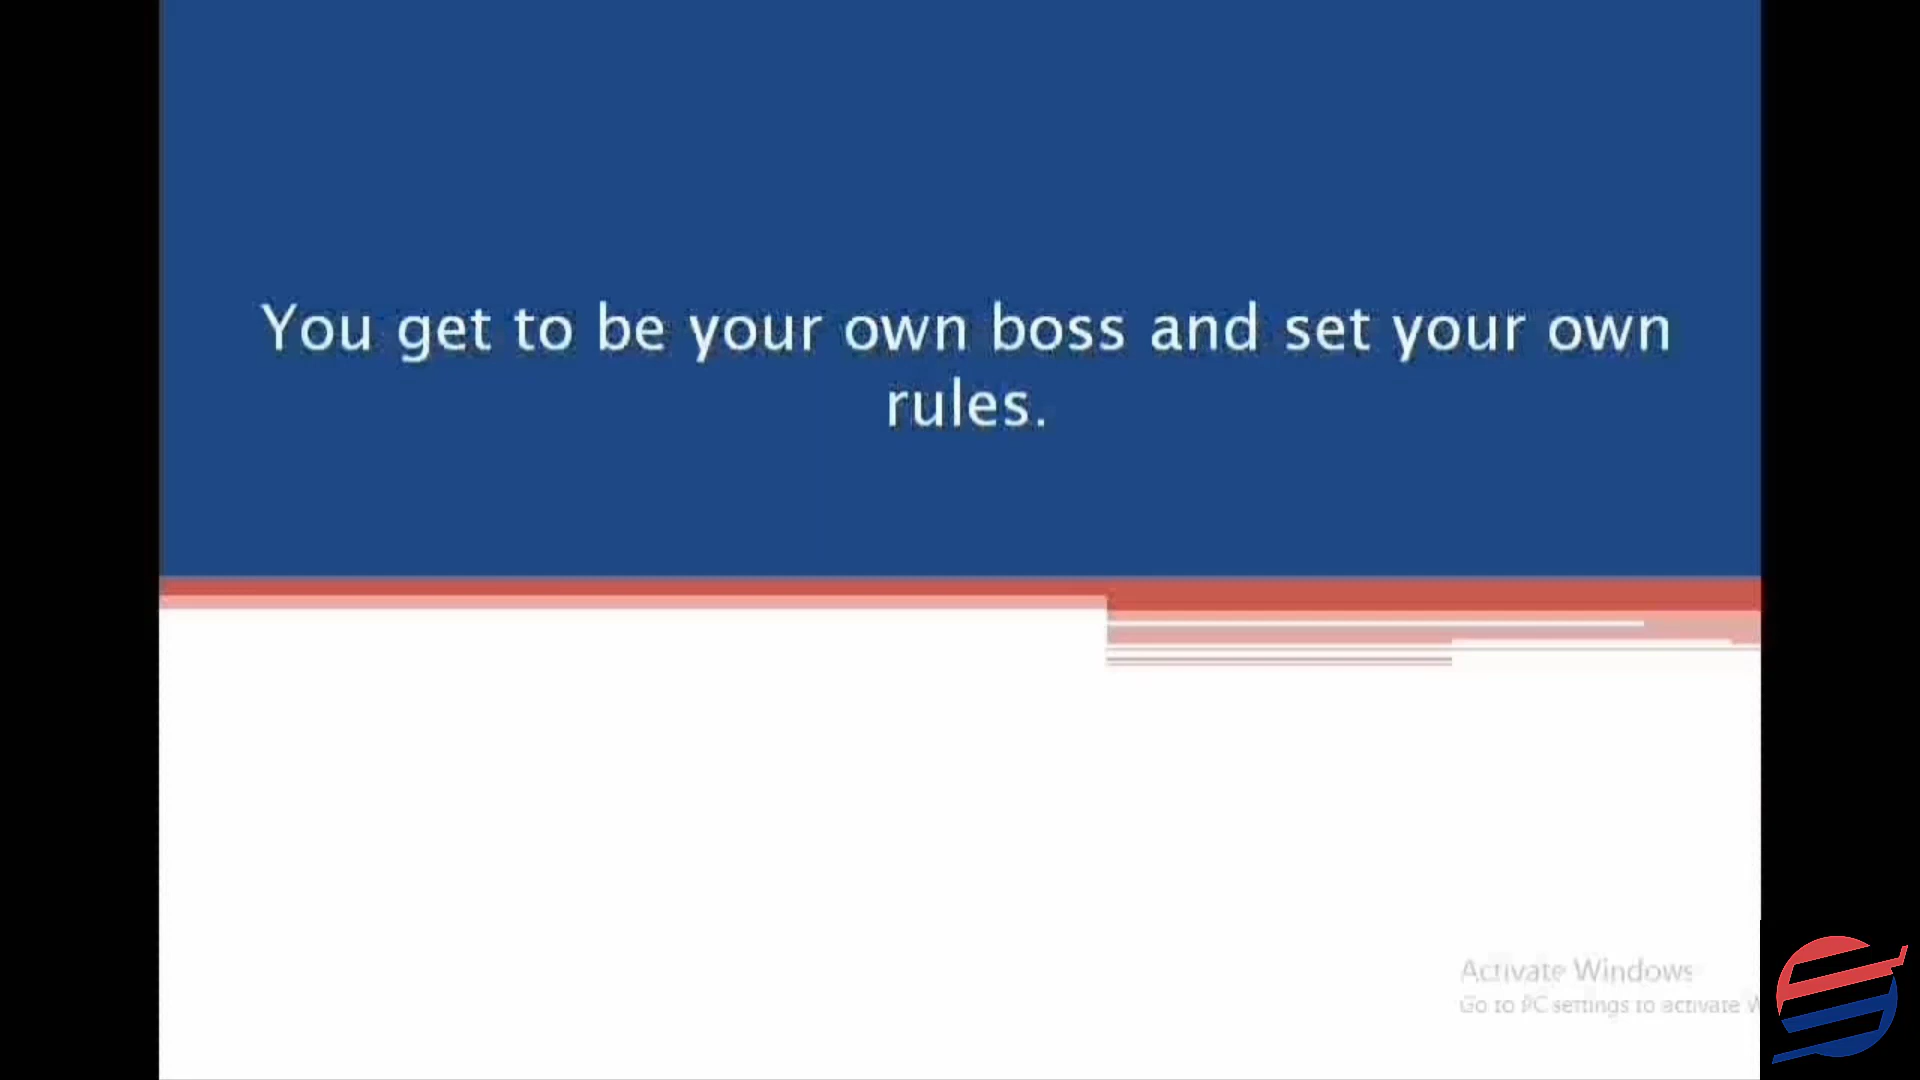 You get to be your own boss and set your own
rules.
Activate Windows
Go to PC settings to activate